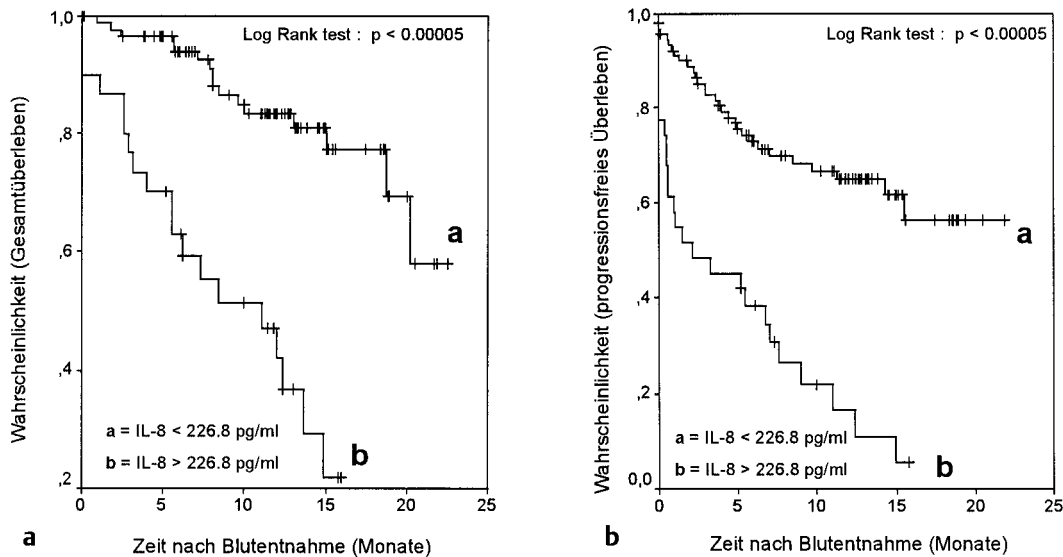 a
Wahrscheinlichkeit (Gesamtüberleben)
1,0
,8
,6
,4
,2
Log Rank test : p < 0.00005
a
b
a = IL-8 < 226.8 pg/ml
b = IL-8 > 226.8 pg/ml
0 5 10 15 20 25
Zeit nach Blutentnahme (Monate)
a
b
Wahrscheinlichkeit (progressionsfreies Überleben)
1,0
,8
,6
,4
,2
0,0
Log Rank test : p < 0.00005
a
b
a = IL-8 < 226.8 pg/ml
b = IL-8 > 226.8 pg/ml
0 5 10 15 20 25
Zeit nach Blutentnahme (Monate)
b